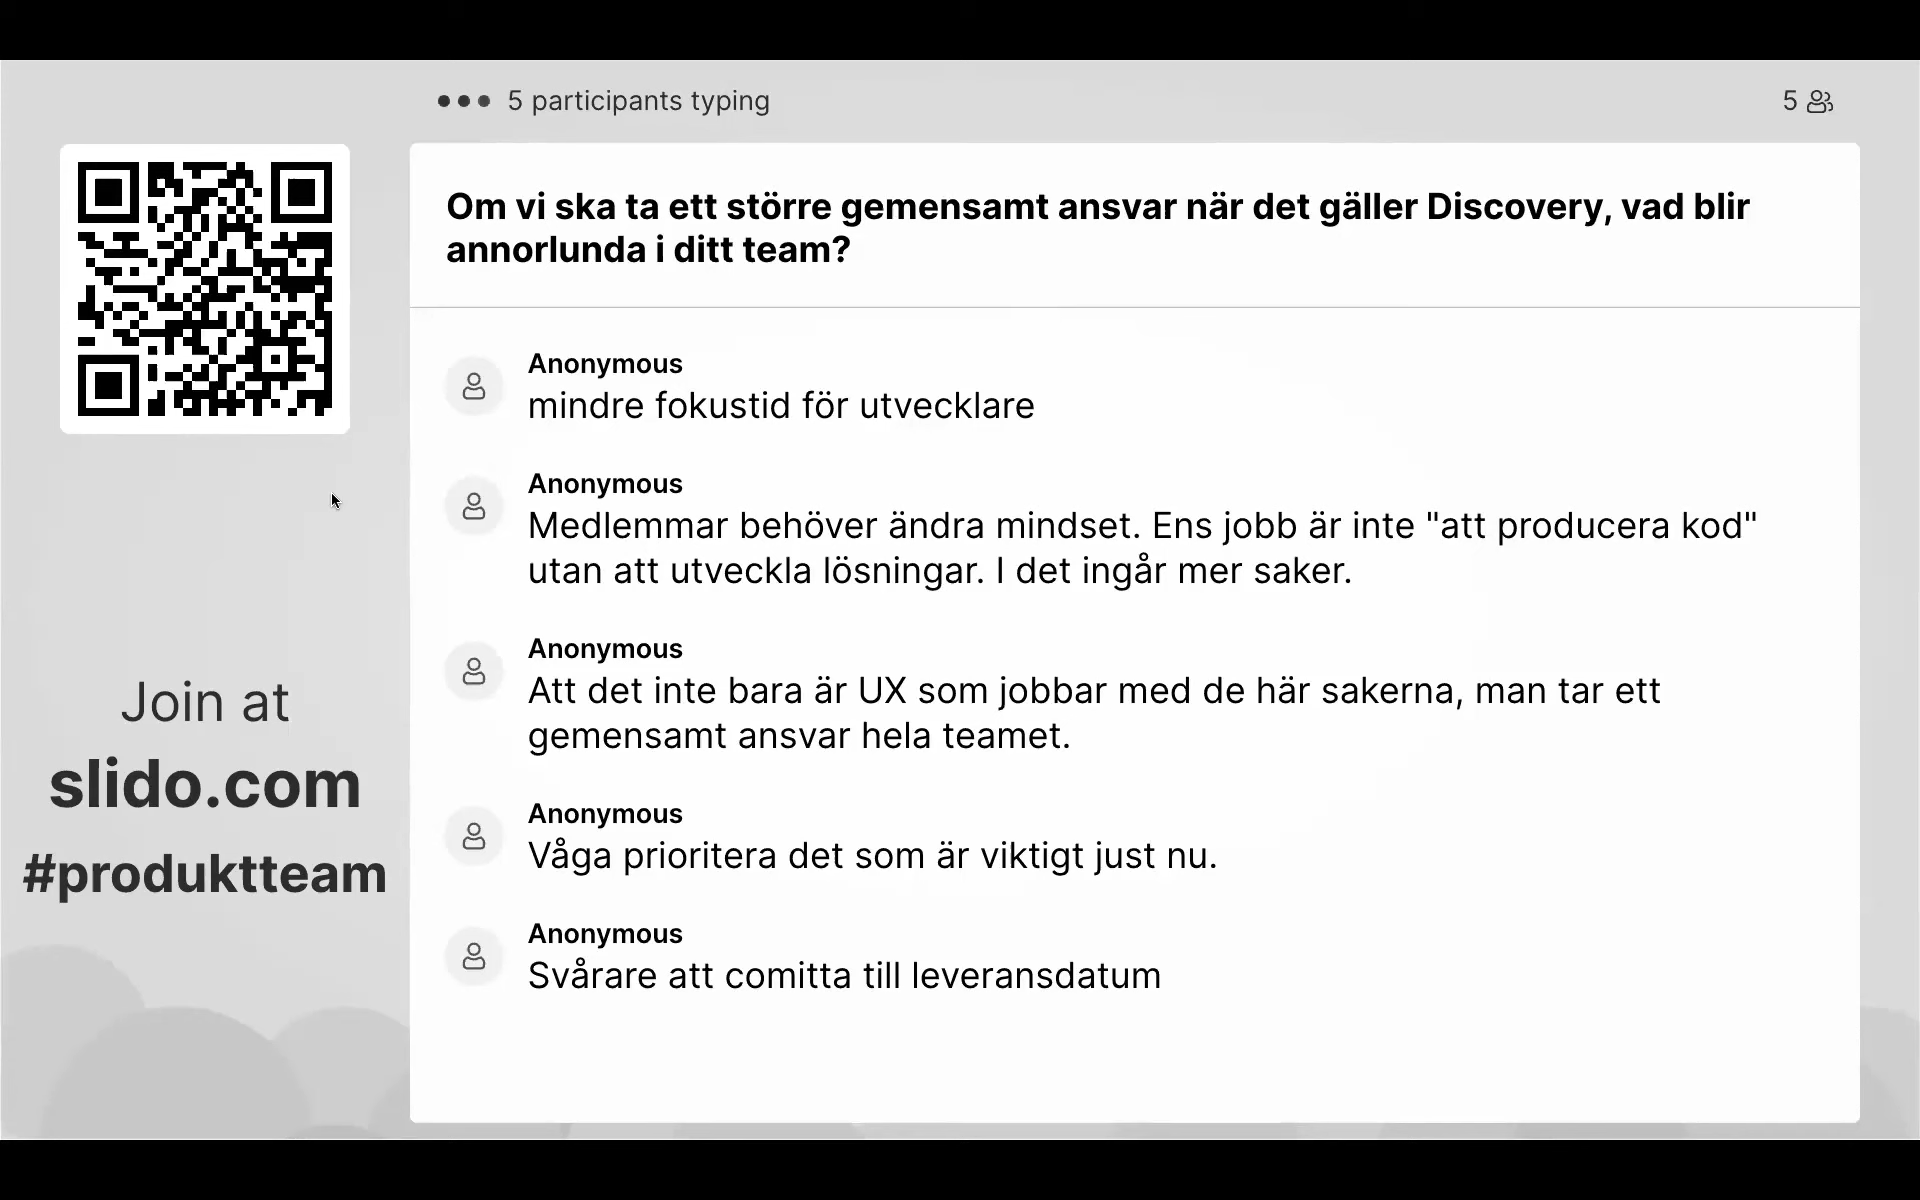 5 participants typing
5
Om vi ska ta ett större gemensamt ansvar när det gäller Discovery, vad blir
annorlunda i ditt team?
Anonymous
mindre fokustid för utvecklare
Anonymous
Medlemmar behöver ändra mindset. Ens jobb är inte "att producera kod"
utan att utveckla lösningar. I det ingår mer saker.
Anonymous
Att det inte bara är UX som jobbar med de här sakerna, man tar ett
gemensamt ansvar hela teamet.
Anonymous
Våga prioritera det som är viktigt just nu.
Anonymous
Svårare att comitta till leveransdatum
Join at
slido.com
#produktteam